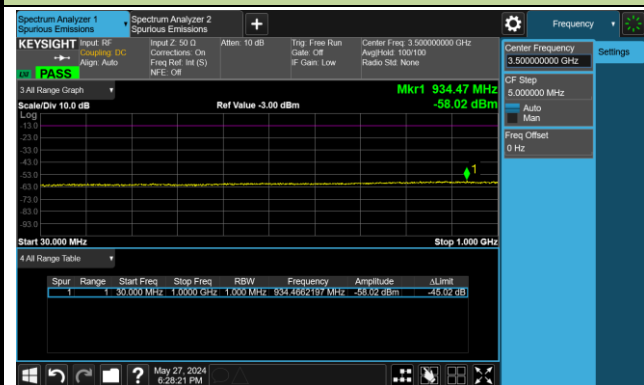 Spectrum Analyzer 1
Spurious Emissions
Spectrum Analyzer 2
Spurious Emissions
Frequency
KEYSIGHT
Input: RF
Coupling: DC
Align: Auto
Input Z: 50 Ω
Corrections: On
Freq Ref: Int (S)
NFE: Off
Atten: 10 dB
Trig: Free Run
Gate: Off
IF Gain: Low
Center Freq: 3.500000000 GHz
Avg|Hold: 100/100
Radio Std: None
PASS
3 All Range Graph
Mkr1 934.47 MHz
Scale/Div 10.0 dB
Ref Value -3.00 dBm
-58.02 dBm
Log
-13.0
-23.0
-33.0
-43.0
-53.0
-63.0
-73.0
-83.0
-93.0
1
Start 30.000 MHz
Stop 1.000 GHz
4 All Range Table
Spur Range Start Freq Stop Freq RBW Frequency Amplitude ΔLimit
1 1 30.000 MHz 1.0000 GHz 1.000 MHz 934.4662197 MHz -58.02 dBm -45.02 dB
May 27, 2024
6:28:21 PM
Center Frequency
3.500000000 GHz
CF Step
5.000000 MHz
Auto
Man
Freq Offset
0 Hz
Settings